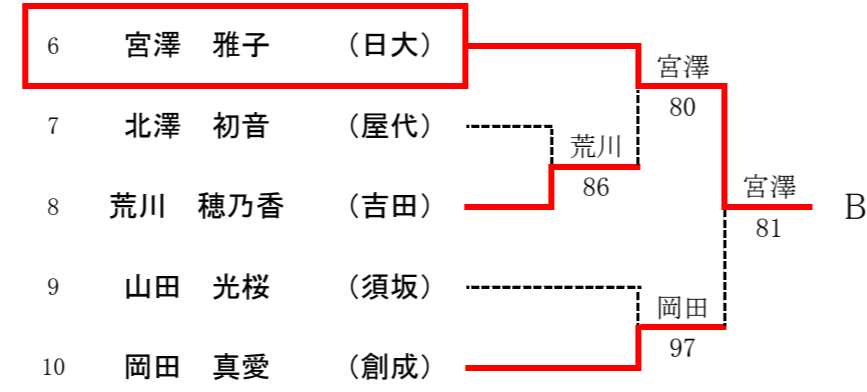 6 宮澤 雅子 （日大）
宮澤
80
7 北澤 初音 （屋代）
荒川
86
宮澤
81
B
8 荒川 穂乃香 （吉田）
9 山田 光桜 （須坂）
岡田
97
10 岡田 真愛 （創成）